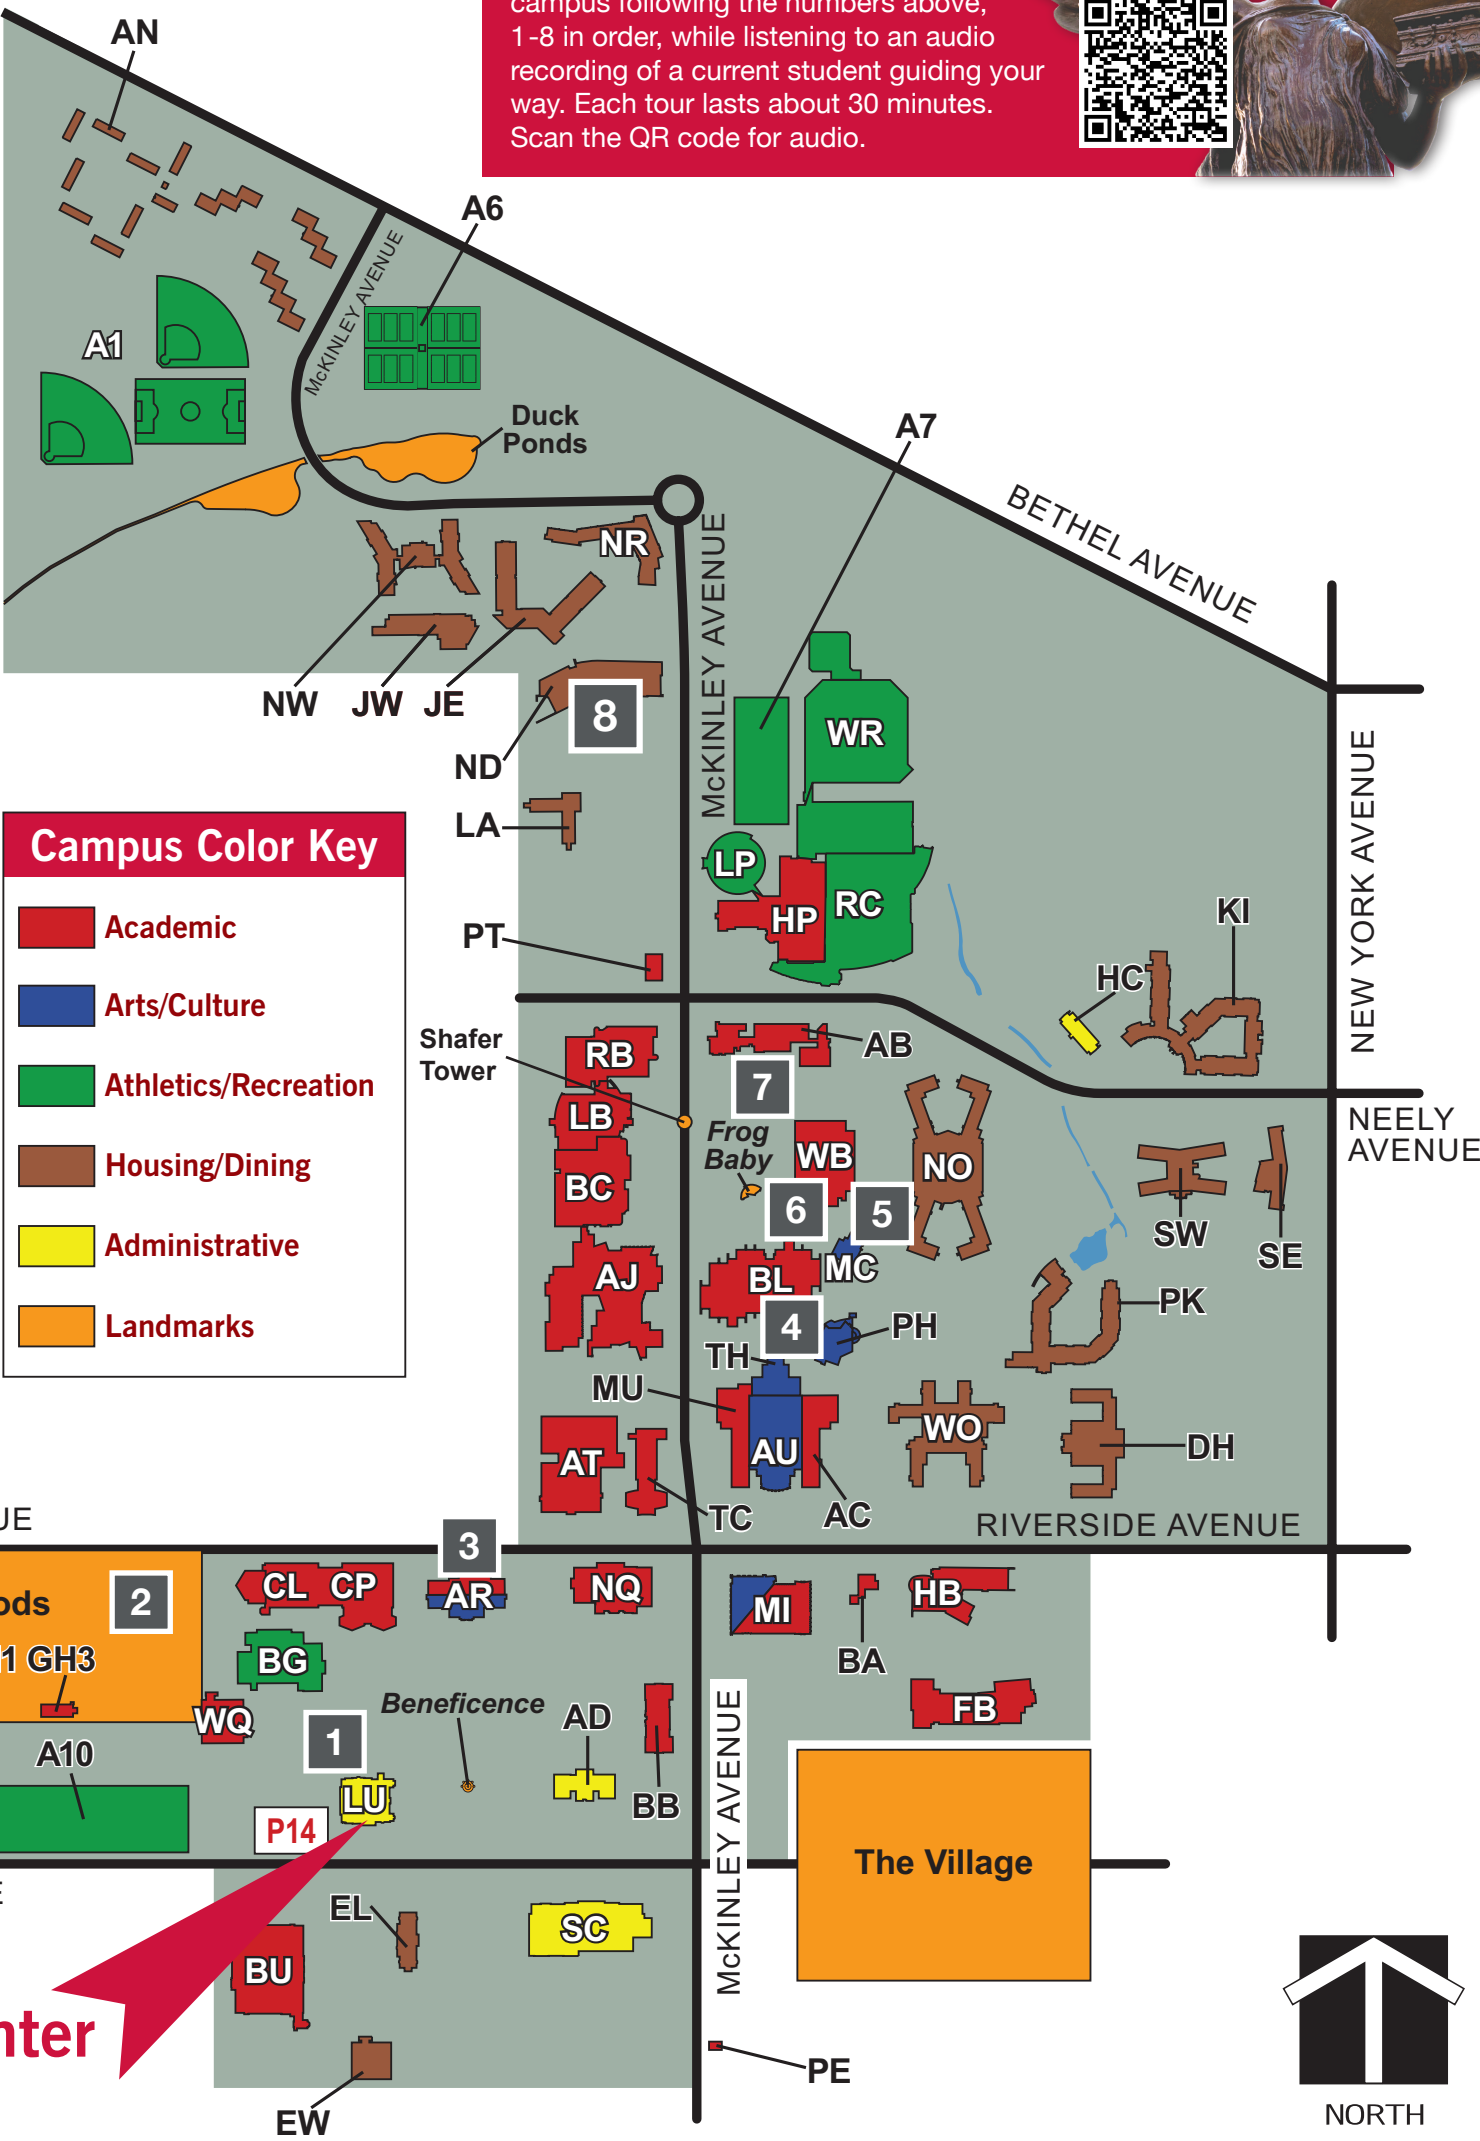 campus following the numbers above,
1-8 in order, while listening to an audio
recording of a current student guiding your
way. Each tour lasts about 30 minutes.
Scan the QR code for audio.
AN
A6
McKINLEY AVENUE
A1
Duck
Ponds
A7
BETHEL AVENUE
NR
McKINLEY AVENUE
NW
JW
JE
8
WR
ND
NEW YORK AVENUE
LA
Campus Color Key
Academic
Arts/Culture
Athletics/Recreation
Housing/Dining
Administrative
Landmarks
LP
HP
RC
KI
PT
HC
Shafer
Tower
RB
AB
7
LB
Frog
Baby
WB
NO
NEELY
AVENUE
BC
6
5
SW
SE
AJ
BL
MC
PK
4
PH
TH
MU
AT
AU
WO
DH
TC
AC
RIVERSIDE AVENUE
UE
3
CL
CP
AR
NQ
MI
HB
ods
2
BA
1 GH3
BG
WQ
Beneficence
AD
FB
1
A10
LU
BB
McKINLEY AVENUE
P14
The Village
E
EL
SC
BU
nter
PE
EW
NORTH